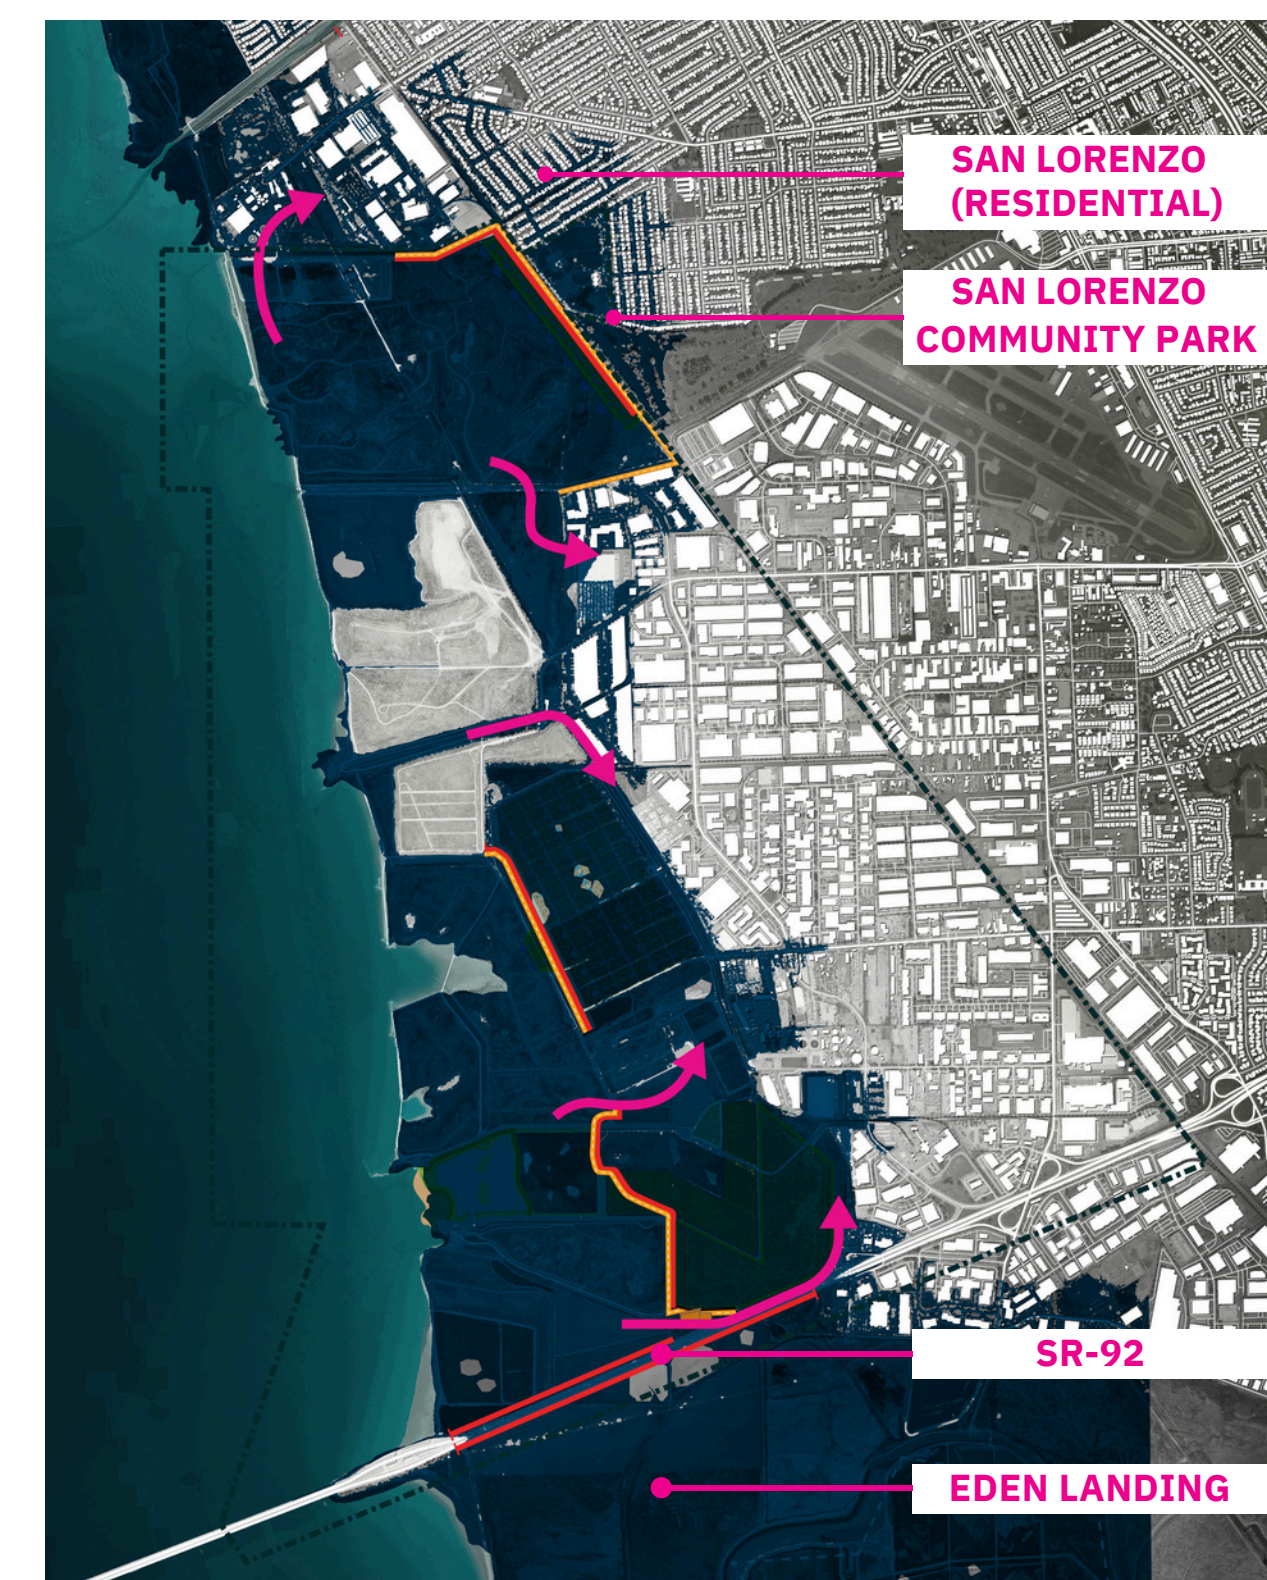 SAN LORENZO
(RESIDENTIAL)
SAN LORENZO
COMMUNITY PARK
SR-92
EDEN LANDING